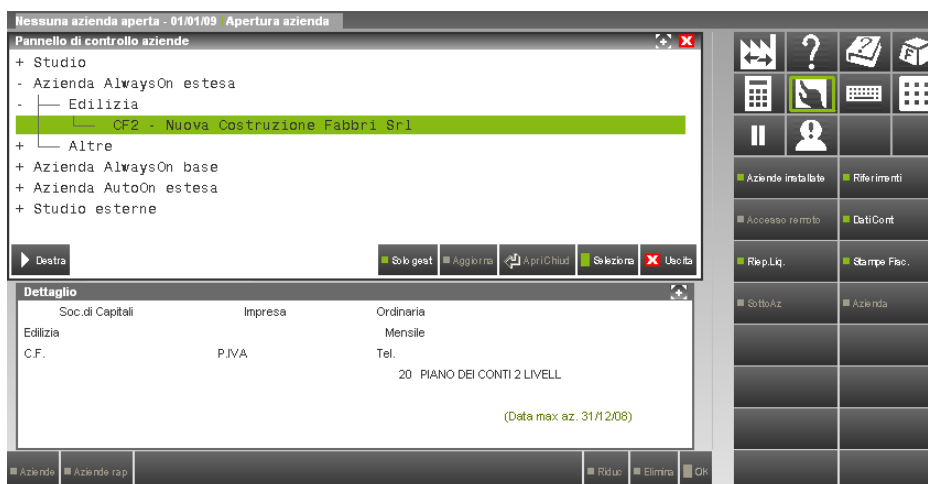 Nessuna azienda aperta - 01/01/09 Apertura azienda
Pannello di controllo aziende
+ Studio
- Azienda AlwaysOn estesa
- Edilizia
CF2 - Nuova Costruzione Fabbri Srl
+ Altre
+ Azienda AlwaysOn base
+ Azienda AutoOn estesa
+ Studio esterne
Destra Solo gest Aggiorna ApriChiud Seleziona Uscita
Dettaglio
Soc.di Capitali Impresa Ordinaria
Edilizia Mensile
C.F. P.IVA Tel.
20 PIANO DEI CONTI 2 LIVELL
(Data max az. 31/12/08)
Aziende Aziende rap Riduc Elimina OK
Aziende installate Riferimenti
Accesso remoto DatiCont
Riep.Liq. Stampe Fisc.
SottoAz Azienda